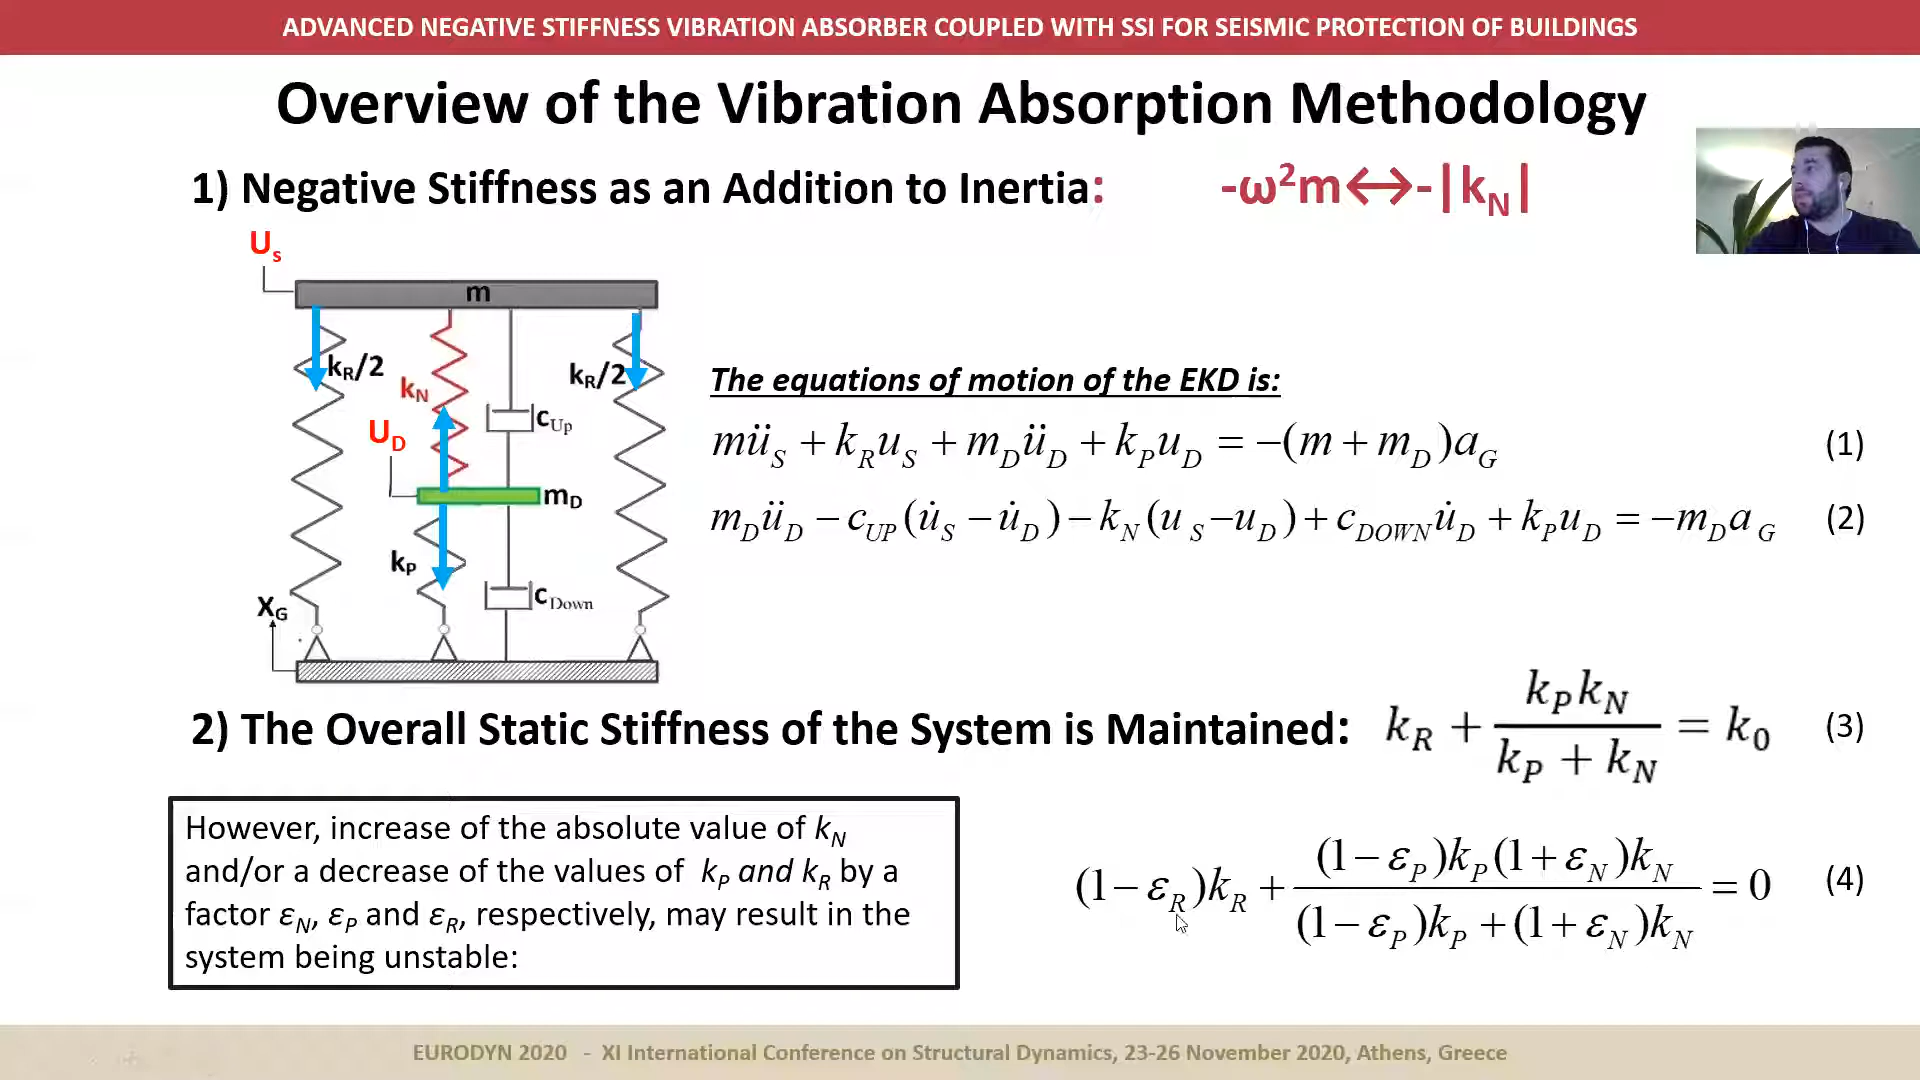 ADVANCED NEGATIVE STIFFNESS VIBRATION ABSORBER COUPLED WITH SSI FOR SEISMIC PROTECTION OF BUILDINGS
Overview of the Vibration Absorption Methodology
1) Negative Stiffness as an Addition to Inertia: -ω²m↔-|k_N|
U_s
m
k_R/2
k_N
k_R/2
c_Up
U_D
m_D
k_P
c_Down
X_G
The equations of motion of the EKD is:
mü_S + k_R u_S + m_D ü_D + k_P u_D = −(m + m_D)a_G (1)
m_D ü_D − c_UP(u̇_S − u̇_D) − k_N(u_S − u_D) + c_DOWN u̇_D + k_P u_D = −m_D a_G (2)
2) The Overall Static Stiffness of the System is Maintained: k_R + (k_P k_N)/(k_P + k_N) = k_0 (3)
However, increase of the absolute value of k_N
and/or a decrease of the values of k_P and k_R by a
factor ε_N, ε_P and ε_R, respectively, may result in the
system being unstable:
(1 − ε_R)k_R + ((1 − ε_P)k_P(1 + ε_N)k_N)/((1 − ε_P)k_P + (1 + ε_N)k_N) = 0 (4)
EURODYN 2020 - XI International Conference on Structural Dynamics, 23-26 November 2020, Athens, Greece